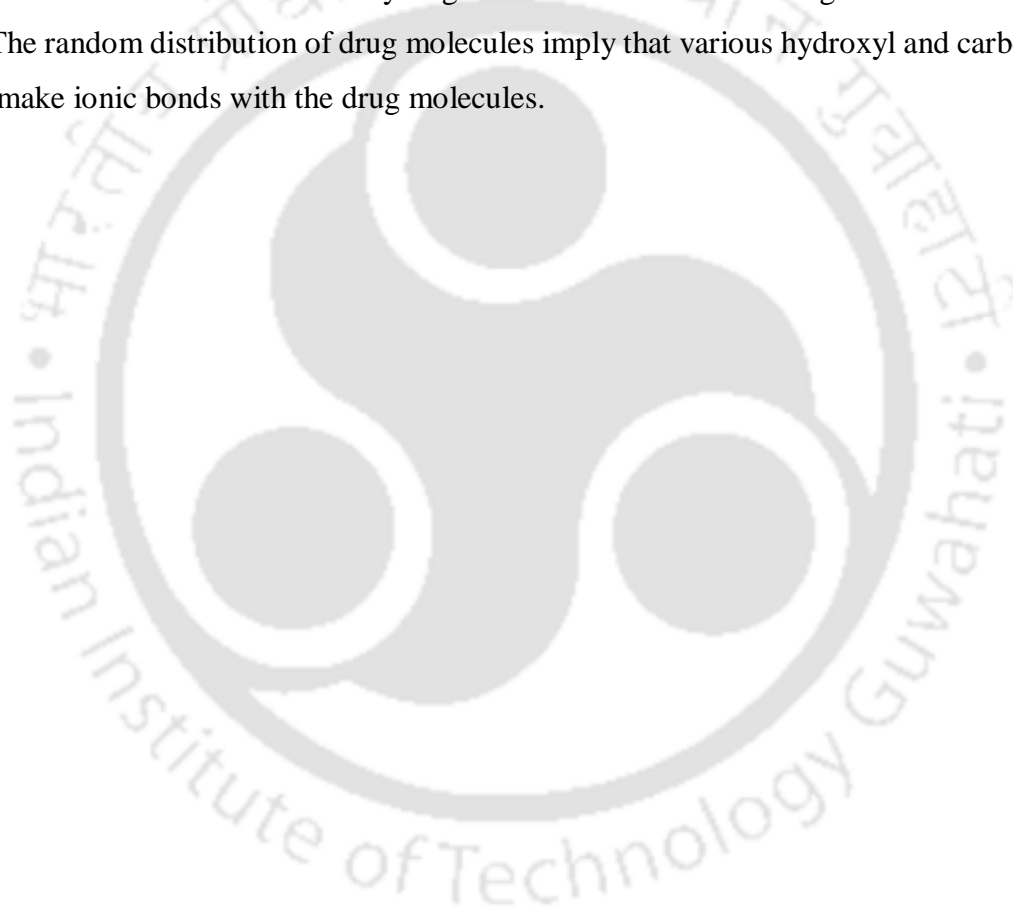 The random distribution of drug molecules imply that various hydroxyl and carb
make ionic bonds with the drug molecules.
भारतीय
गुवाहाटी
Indian Institute of Technology Guwahati